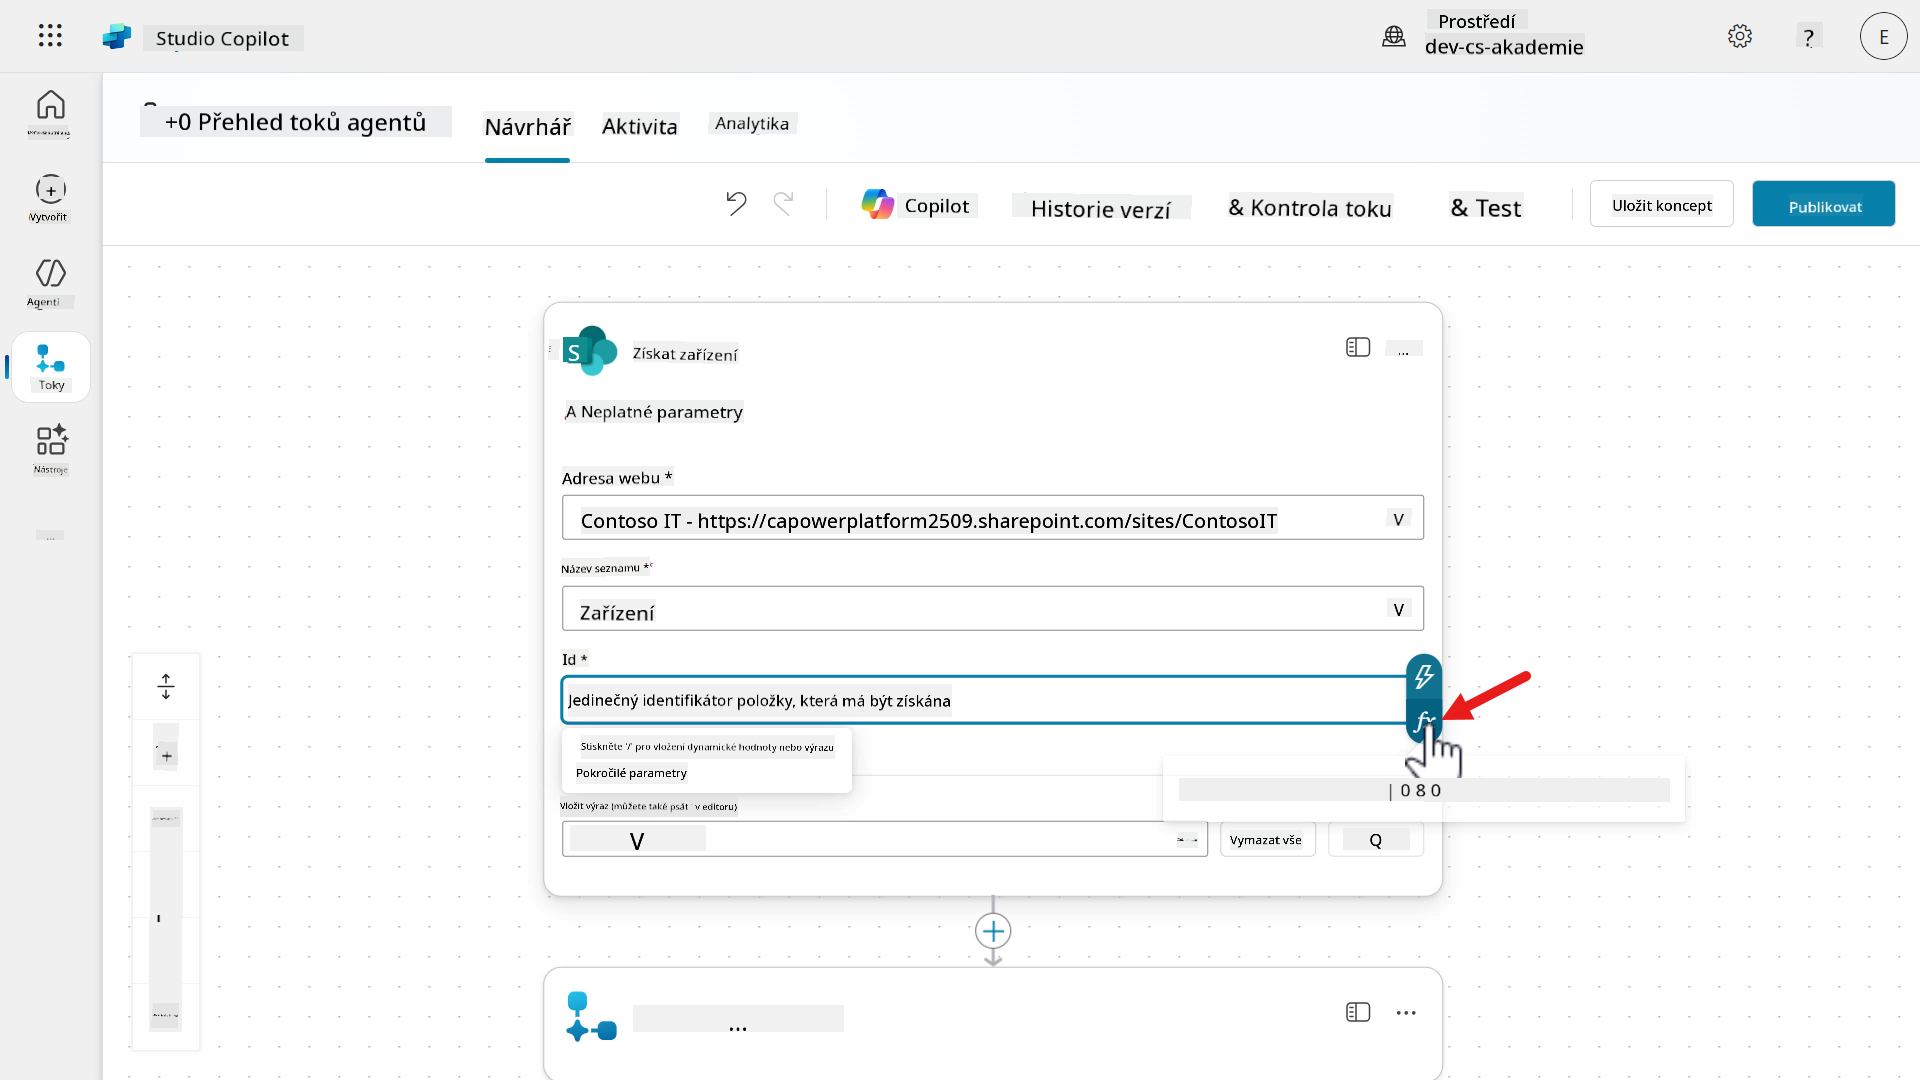 Studio Copilot
Prostředí
dev-cs-akademie
?
E
+0 Přehled toků agentů
Návrhář
Aktivita
Analytika
Vytvořit
Agenti
Toky
Nástroje
...
Copilot
Historie verzí
& Kontrola toku
& Test
Uložit koncept
Publikovat
S
Získat zařízení
...
A Neplatné parametry
Adresa webu *
Contoso IT - https://capowerplatform2509.sharepoint.com/sites/ContosoIT
V
Název seznamu *
Zařízení
V
Id *
Jedinečný identifikátor položky, která má být získána
fx
Stiskněte '/' pro vložení dynamické hodnoty nebo výrazu
Pokročilé parametry
| 0 8 0
Vložit výraz (můžete také psát v editoru)
V
Vymazat vše
Q
...